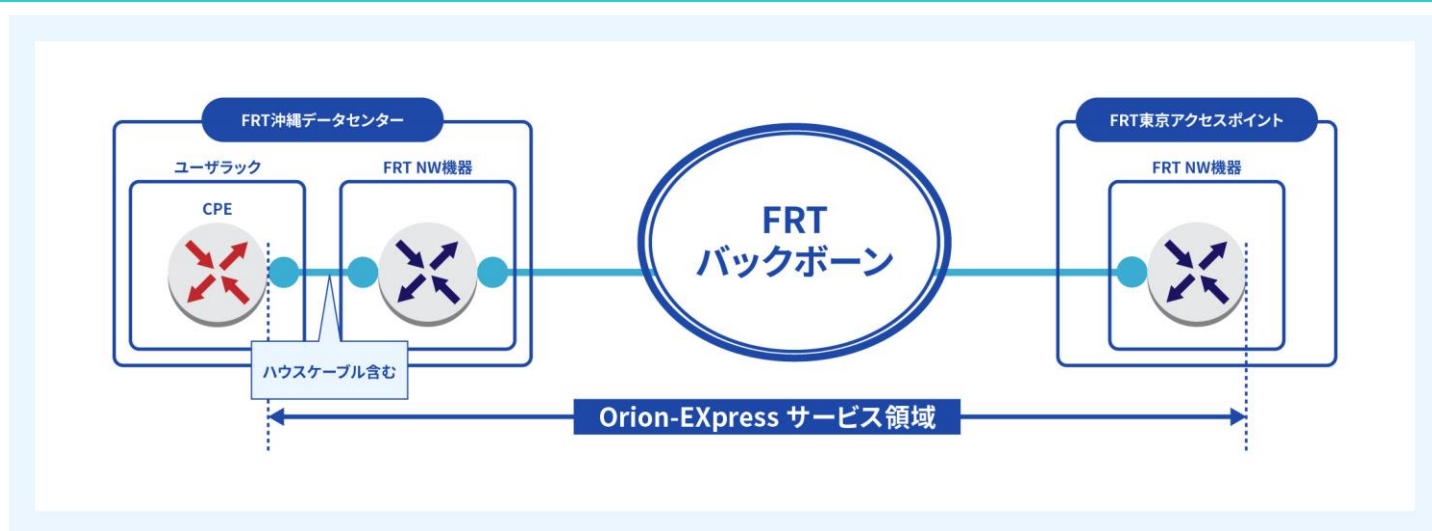 FRT沖縄データセンター
FRT東京アクセスポイント
ユーザラック
FRT NW機器
FRT NW機器
CPE
FRT
バックボーン
ハウスケーブル含む
Orion-EXpress サービス領域